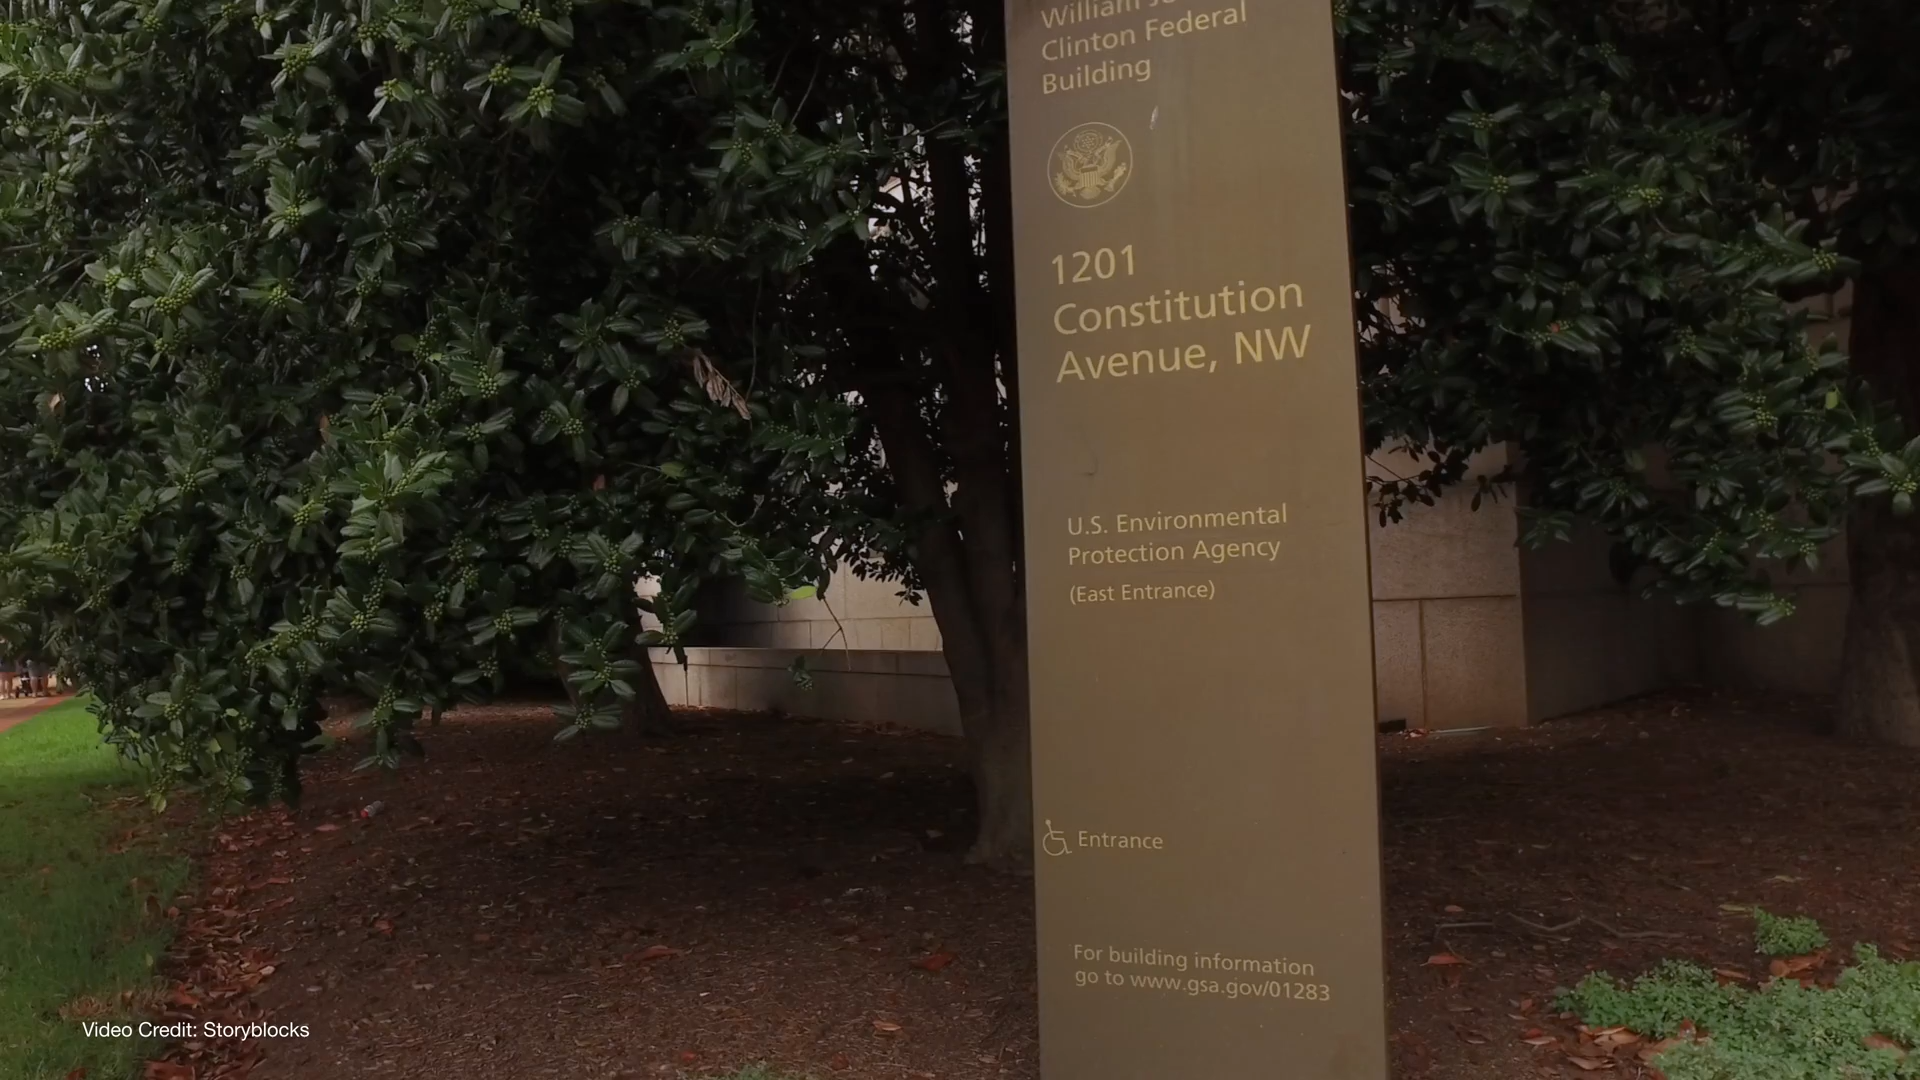 William
Clinton Federal
Building
1201
Constitution
Avenue, NW
U.S. Environmental
Protection Agency
(East Entrance)
Entrance
For building information
go to www.gsa.gov/01283
Video Credit: Storyblocks